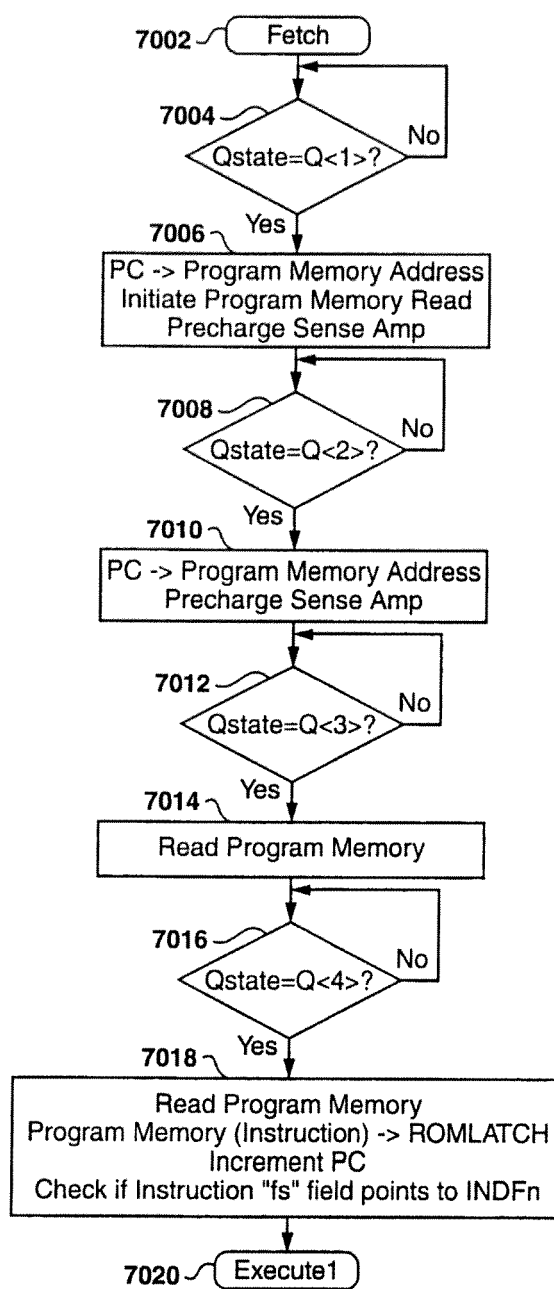 7002 Fetch
7004
Qstate=Q<1>?
No
Yes
7006
PC -> Program Memory Address
Initiate Program Memory Read
Precharge Sense Amp
7008
Qstate=Q<2>?
No
Yes
7010
PC -> Program Memory Address
Precharge Sense Amp
7012
Qstate=Q<3>?
No
Yes
7014
Read Program Memory
7016
Qstate=Q<4>?
No
Yes
7018
Read Program Memory
Program Memory (Instruction) -> ROMLATCH
Increment PC
Check if Instruction "fs" field points to INDFn
7020 Execute1